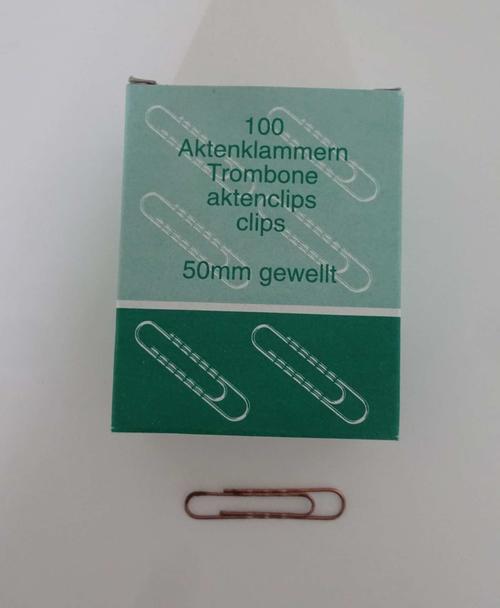 100
Aktenklammern
Trombone
aktenclips
clips
50mm gewellt